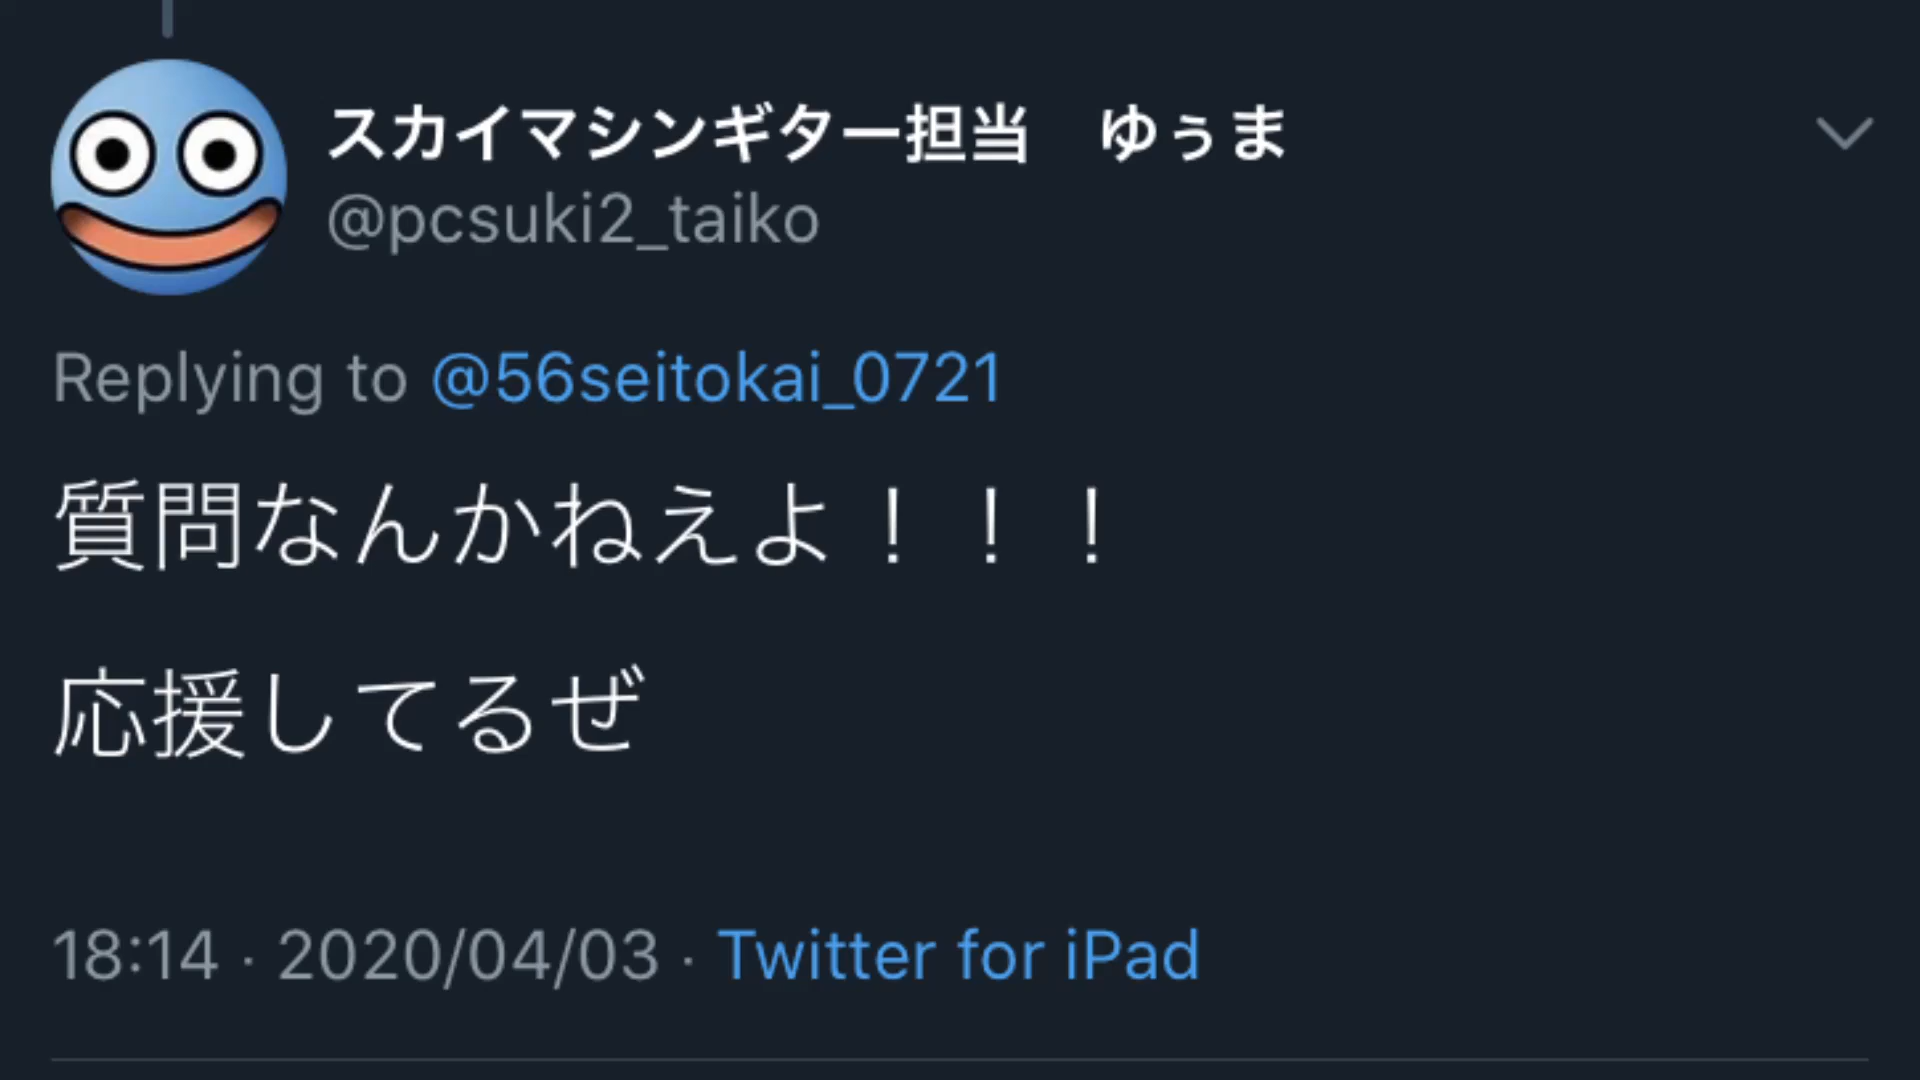 スカイマシンギター担当　ゆぅま
@pcsuki2_taiko
Replying to @56seitokai_0721
質問なんかねえよ！！！
応援してるぜ
18:14 · 2020/04/03 · Twitter for iPad